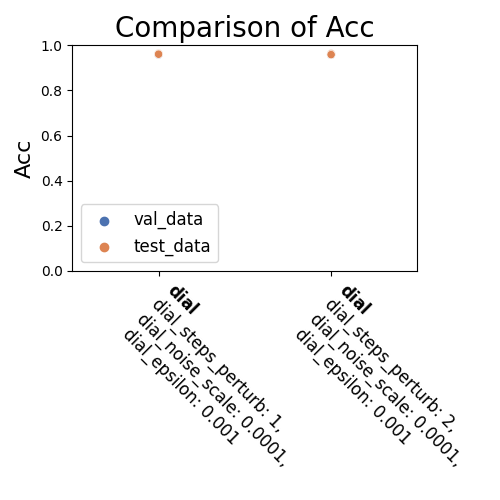 Comparison of Acc
Acc
1.0
0.8
0.6
0.4
0.2
0.0
val_data
test_data
dial
dial_steps_perturb: 1,
dial_noise_scale: 0.0001,
dial_epsilon: 0.001
dial
dial_steps_perturb: 2,
dial_noise_scale: 0.0001,
dial_epsilon: 0.001